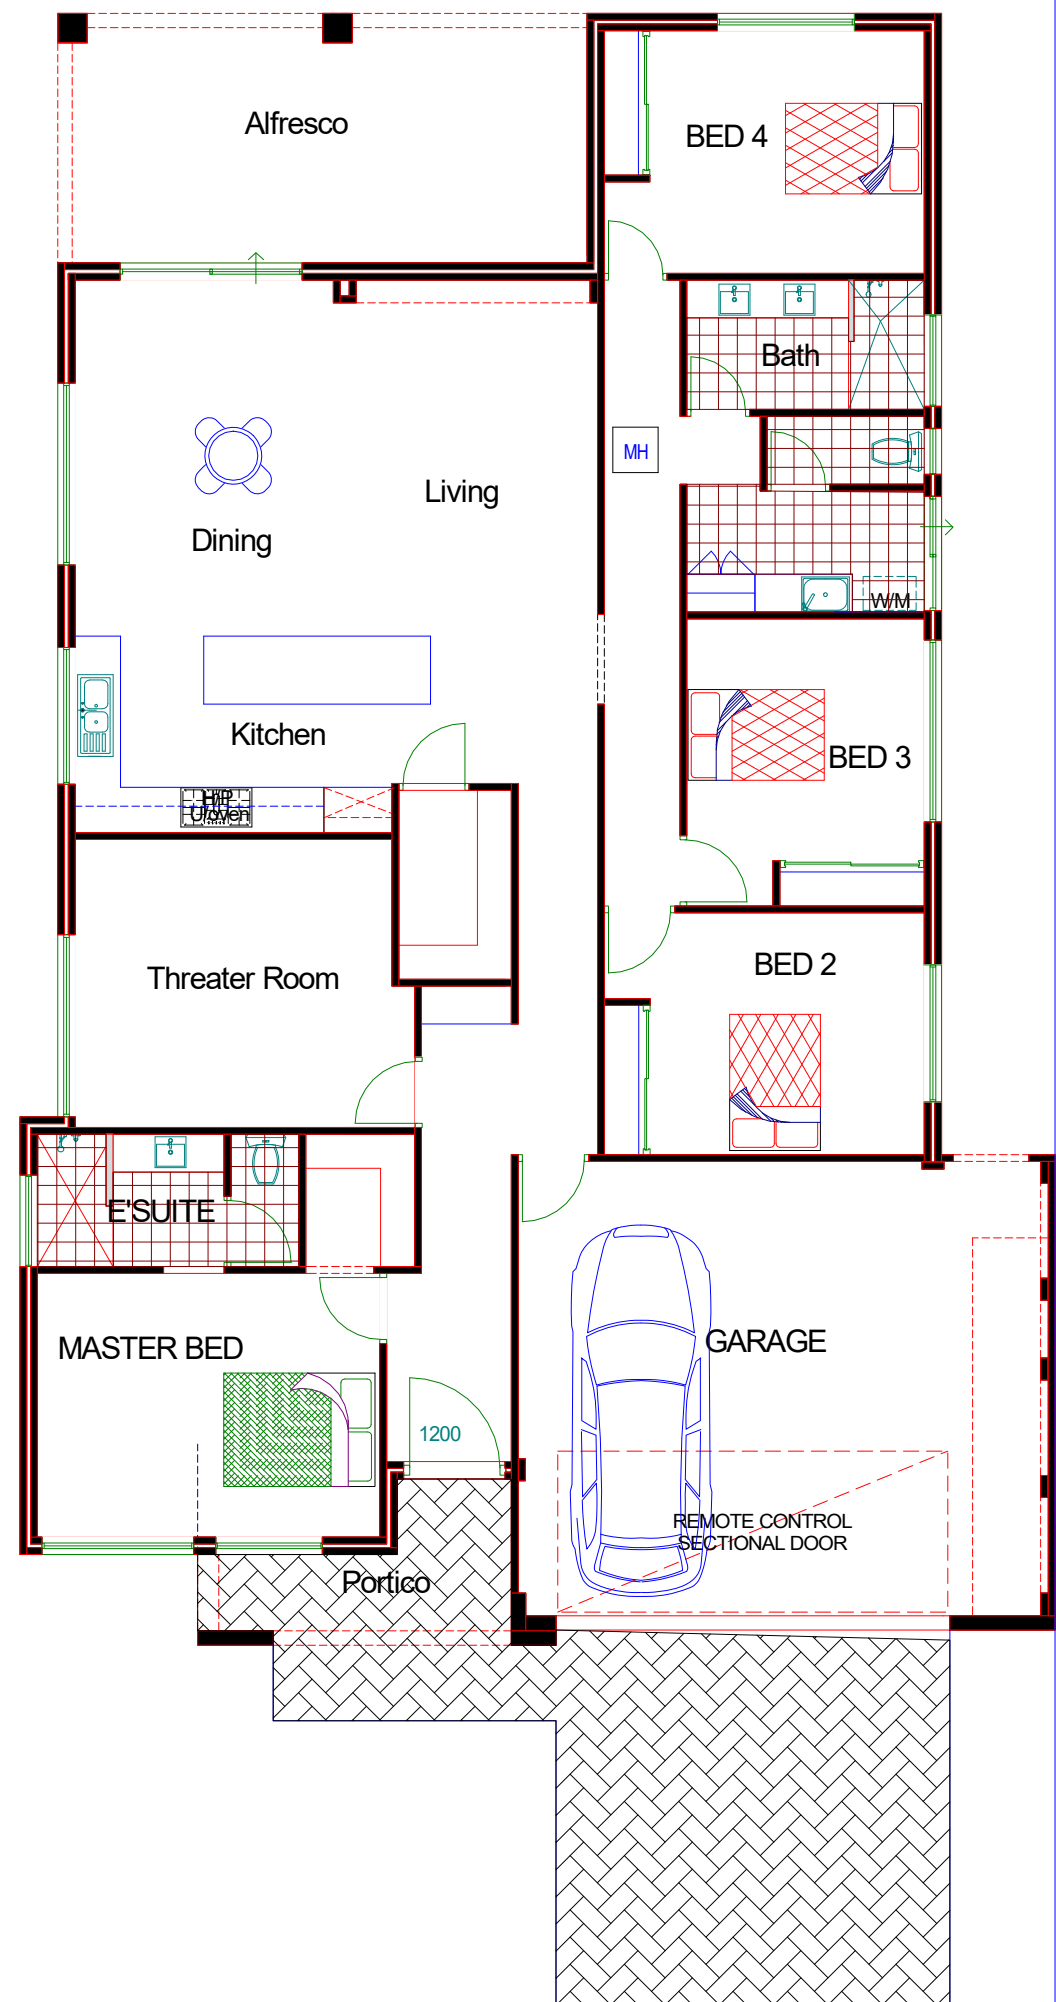 Alfresco
BED 4
Bath
MH
Living
Dining
W/M
Kitchen
BED 3
U/oven
BED 2
Threater Room
E'SUITE
MASTER BED
GARAGE
1200
REMOTE CONTROL
SECTIONAL DOOR
Portico